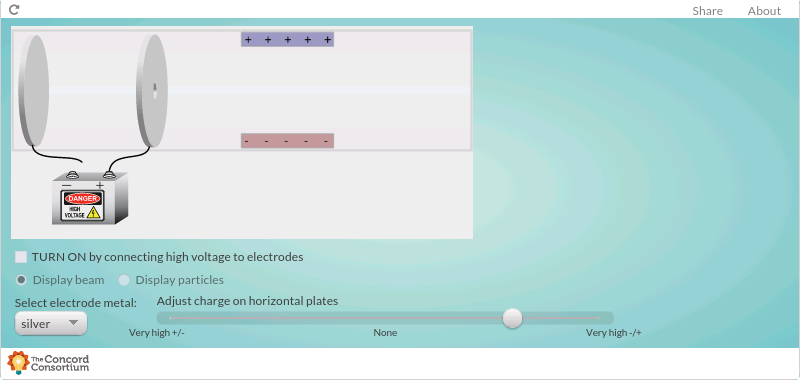 Share About
+ + + + +
- - - - -
— +
DANGER
HIGH
VOLTAGE
TURN ON by connecting high voltage to electrodes
Display beam Display particles
Select electrode metal:
Adjust charge on horizontal plates
silver
Very high +/- None Very high -/+
The Concord
Consortium